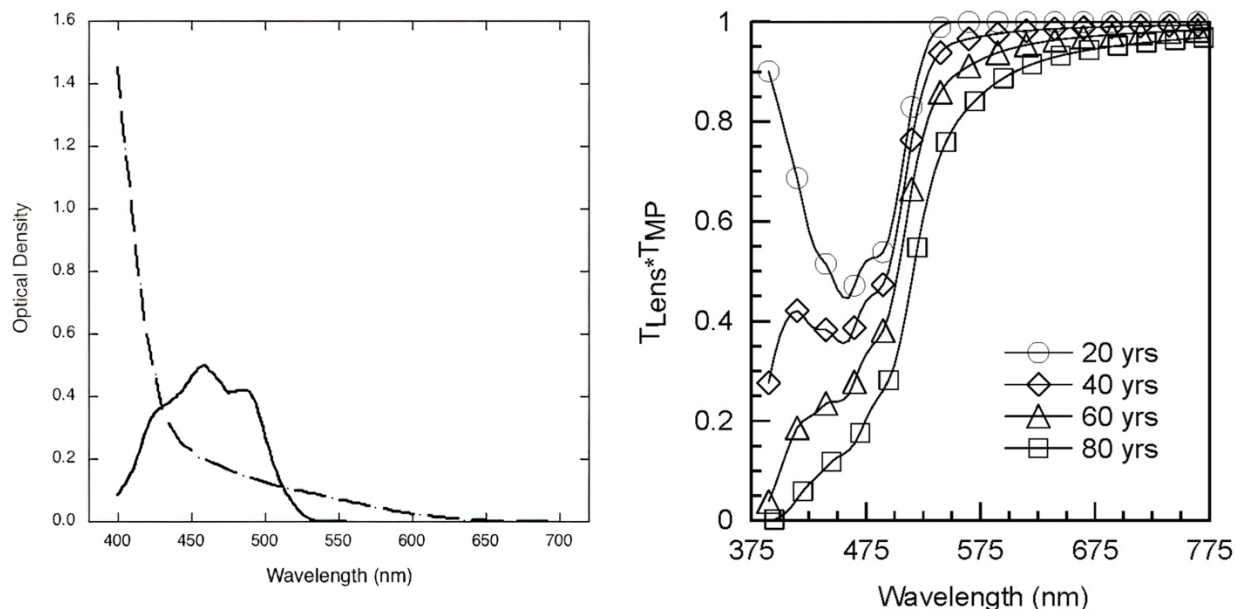 1.6
1.4
1.2
1.0
0.8
0.6
0.4
0.2
0.0
Optical Density
400 450 500 550 600 650 700
Wavelength (nm)
1
0.8
0.6
0.4
0.2
0
TLens*TMP
20 yrs
40 yrs
60 yrs
80 yrs
375 475 575 675 775
Wavelength (nm)